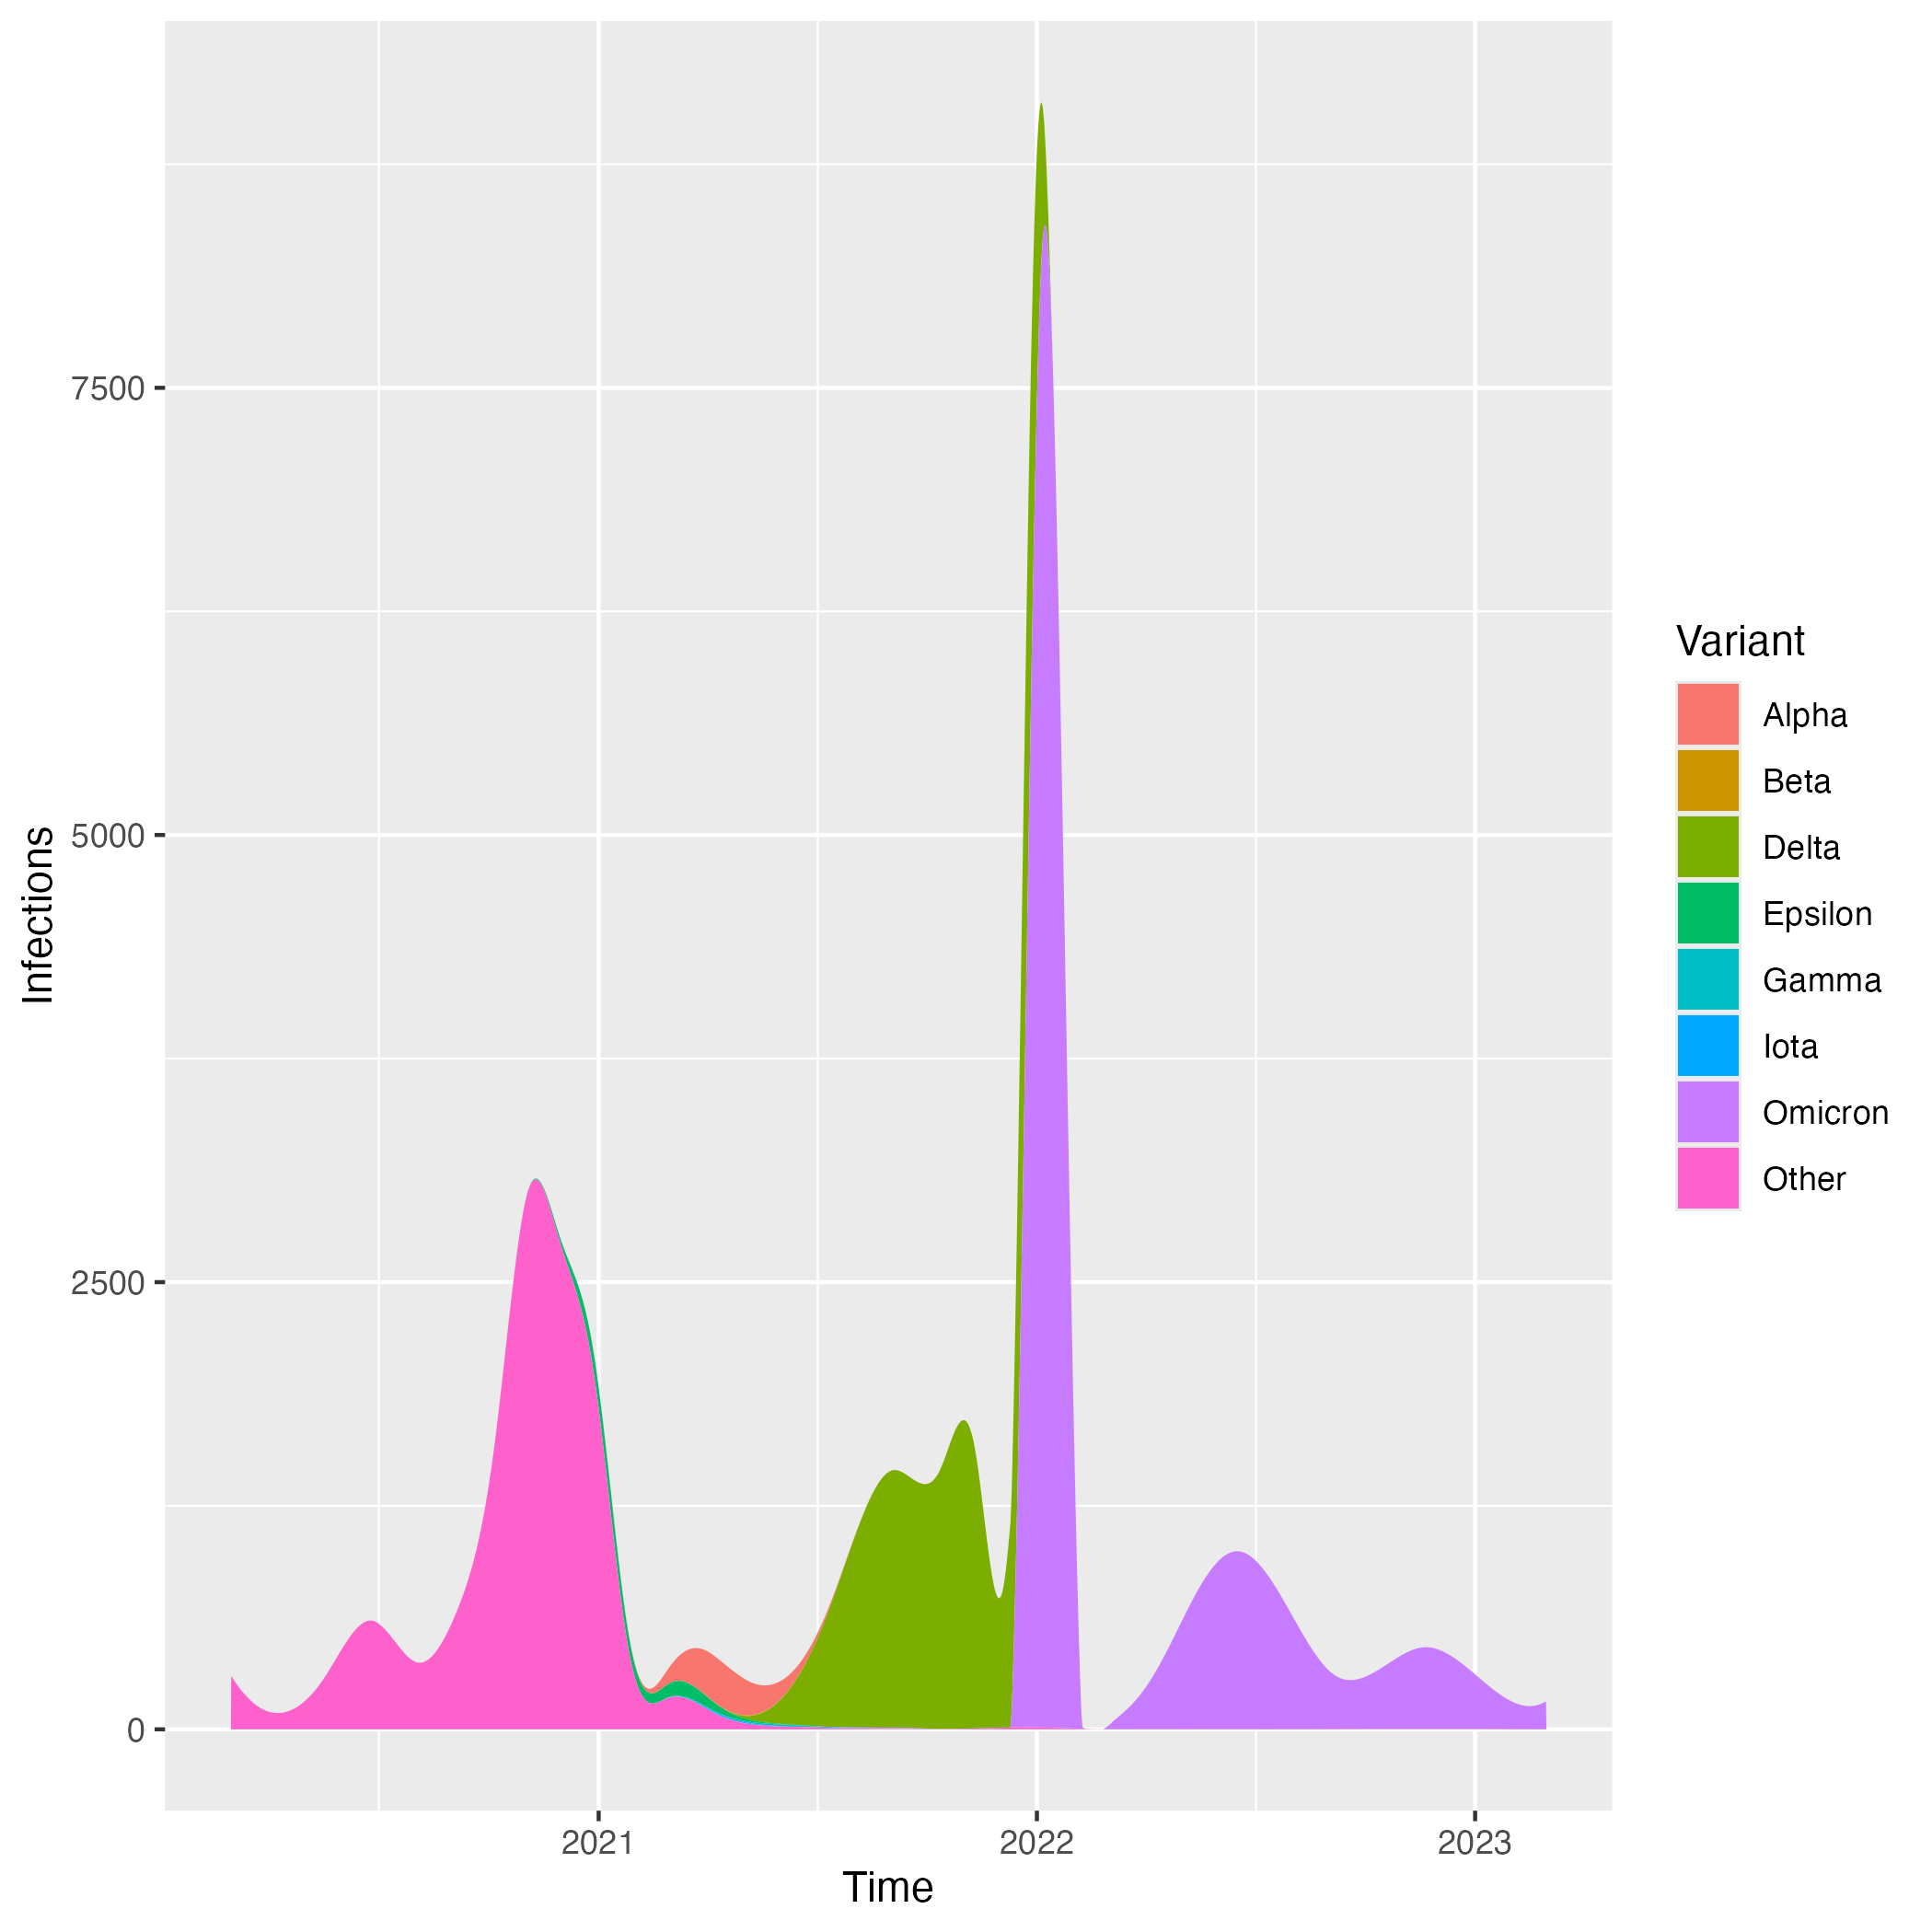 Infections
7500
5000
2500
0
2021
2022
2023
Time
Variant
Alpha
Beta
Delta
Epsilon
Gamma
Iota
Omicron
Other